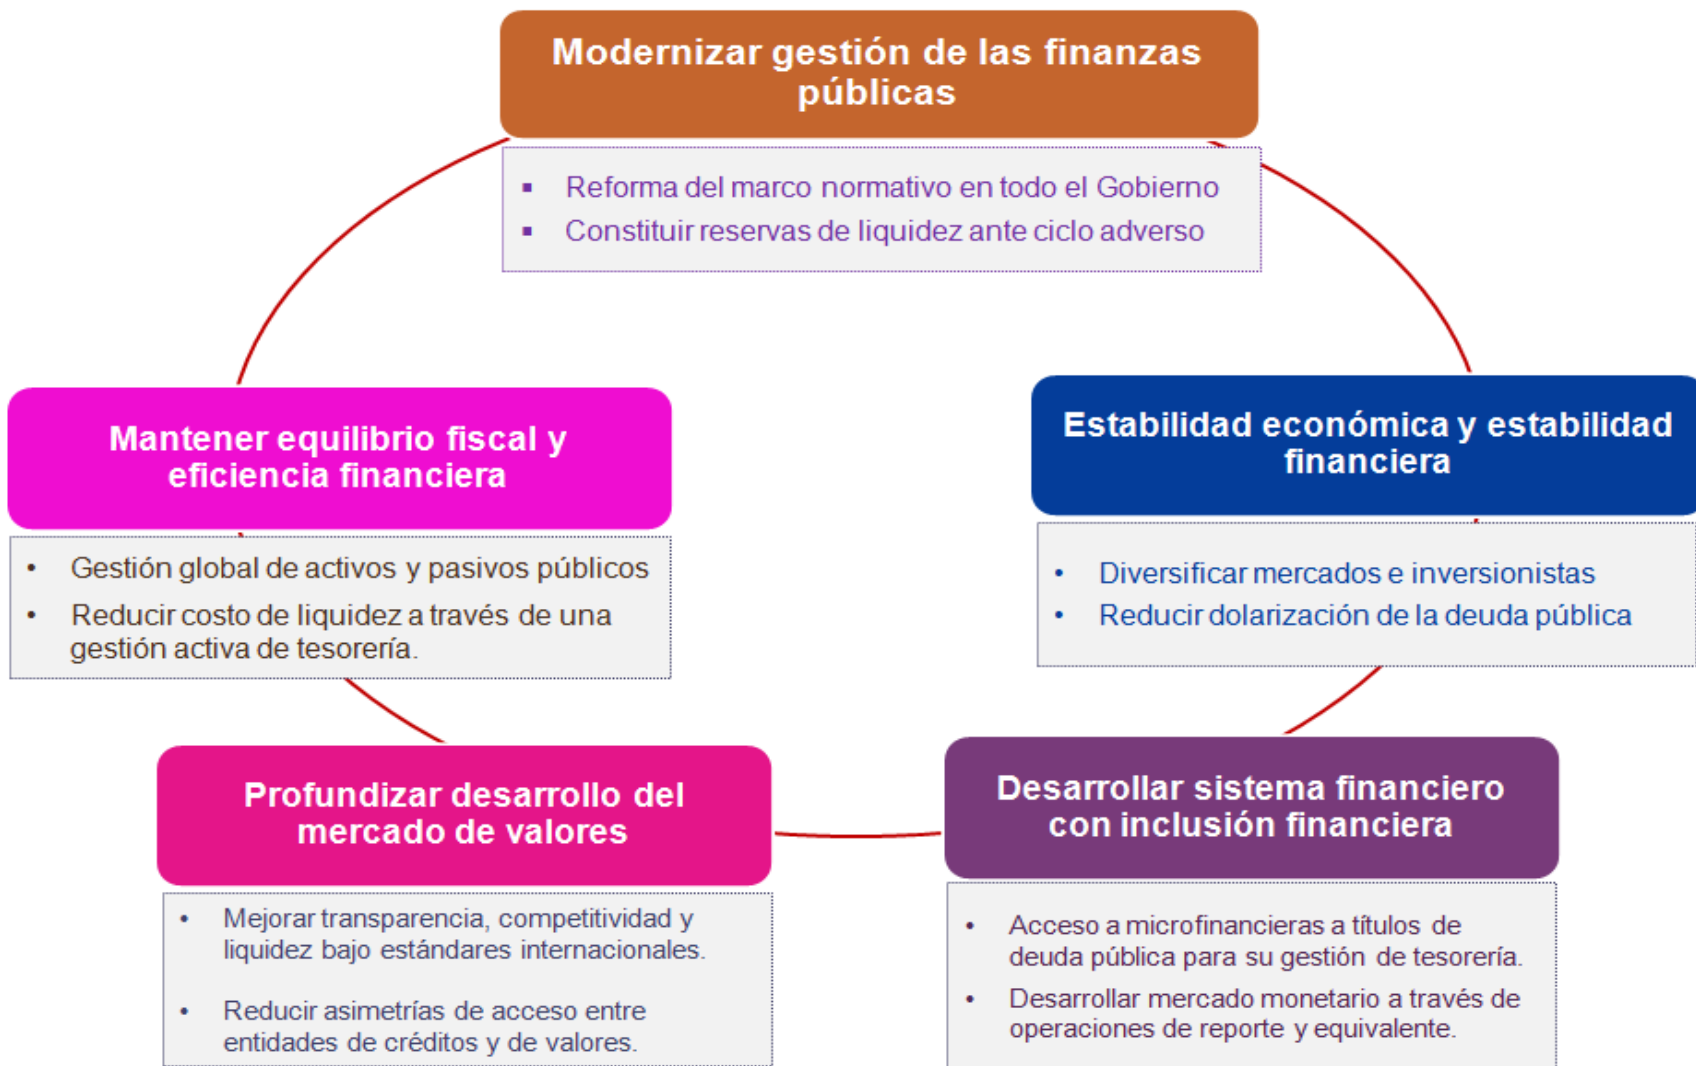 Modernizar gestión de las finanzas
públicas
▪ Reforma del marco normativo en todo el Gobierno
▪ Constituir reservas de liquidez ante ciclo adverso
Mantener equilibrio fiscal y
eficiencia financiera
• Gestión global de activos y pasivos públicos
• Reducir costo de liquidez a través de una
gestión activa de tesorería.
Estabilidad económica y estabilidad
financiera
• Diversificar mercados e inversionistas
• Reducir dolarización de la deuda pública
Profundizar desarrollo del
mercado de valores
• Mejorar transparencia, competitividad y
liquidez bajo estándares internacionales.
• Reducir asimetrías de acceso entre
entidades de créditos y de valores.
Desarrollar sistema financiero
con inclusión financiera
• Acceso a microfinancieras a títulos de
deuda pública para su gestión de tesorería.
• Desarrollar mercado monetario a través de
operaciones de reporte y equivalente.